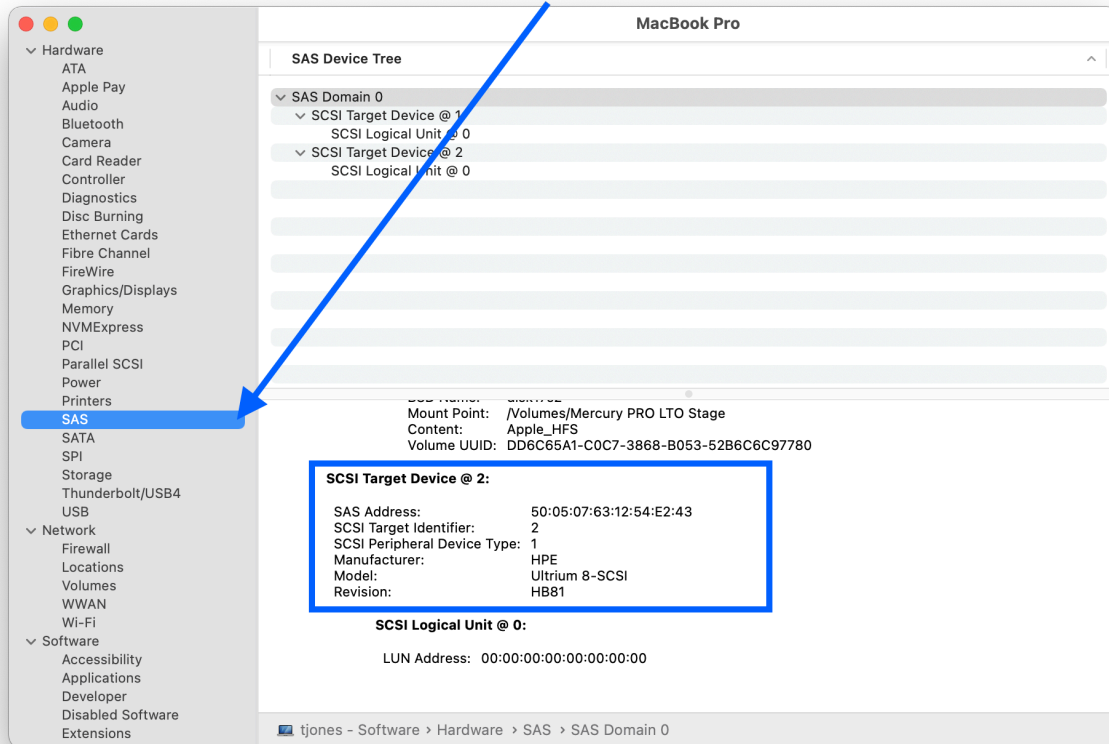 MacBook Pro
Hardware
ATA
Apple Pay
Audio
Bluetooth
Camera
Card Reader
Controller
Diagnostics
Disc Burning
Ethernet Cards
Fibre Channel
FireWire
Graphics/Displays
Memory
NVMExpress
PCI
Parallel SCSI
Power
Printers
SAS
SATA
SPI
Storage
Thunderbolt/USB4
USB
Network
Firewall
Locations
Volumes
WWAN
Wi-Fi
Software
Accessibility
Applications
Developer
Disabled Software
Extensions
SAS Device Tree
SAS Domain 0
SCSI Target Device @ 1
SCSI Logical Unit @ 0
SCSI Target Device @ 2
SCSI Logical Unit @ 0
Mount Point: /Volumes/Mercury PRO LTO Stage
Content: Apple_HFS
Volume UUID: DD6C65A1-C0C7-3868-B053-52B6C6C97780
SCSI Target Device @ 2:
SAS Address: 50:05:07:63:12:54:E2:43
SCSI Target Identifier: 2
SCSI Peripheral Device Type: 1
Manufacturer: HPE
Model: Ultrium 8-SCSI
Revision: HB81
SCSI Logical Unit @ 0:
LUN Address: 00:00:00:00:00:00:00:00
tjones - Software › Hardware › SAS › SAS Domain 0